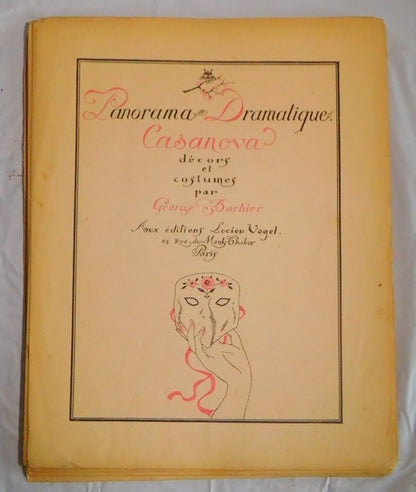 Panorama Dramatique
Casanova
décors
et
costumes
par
George Barbier
Aux éditions Lucien Vogel.
11 Rue du Mont Thabor
Paris